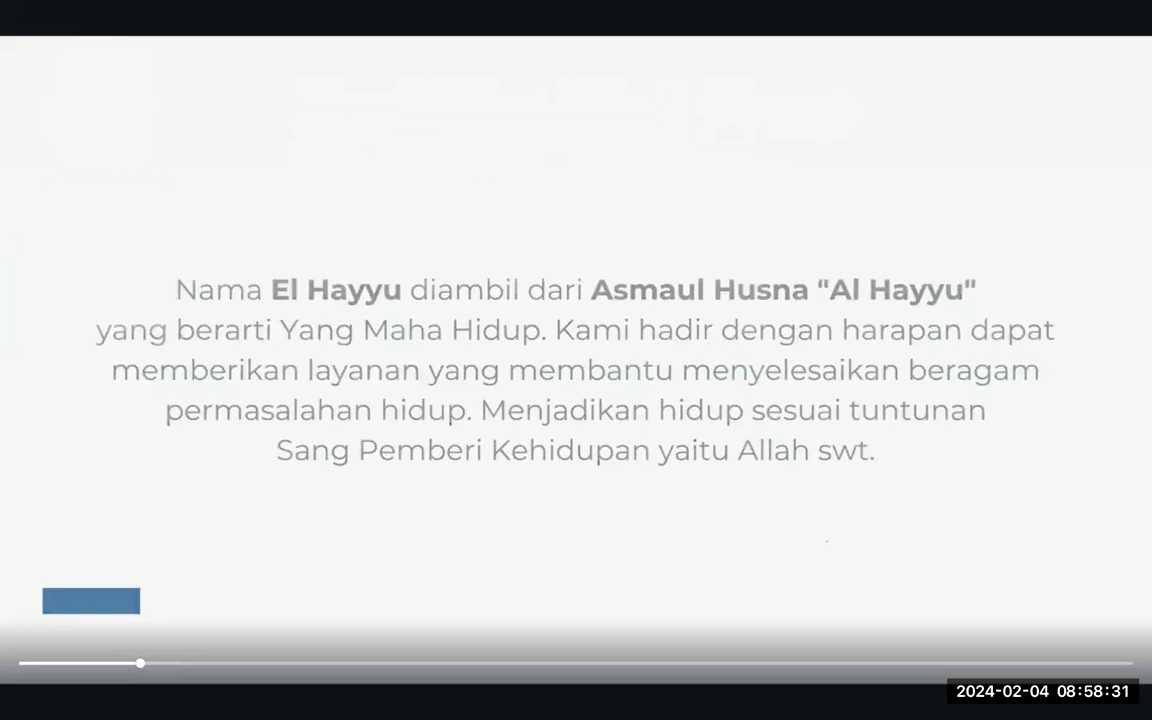 Nama El Hayyu diambil dari Asmaul Husna "Al Hayyu"
yang berarti Yang Maha Hidup. Kami hadir dengan harapan dapat
memberikan layanan yang membantu menyelesaikan beragam
permasalahan hidup. Menjadikan hidup sesuai tuntunan
Sang Pemberi Kehidupan yaitu Allah swt.
2024-02-04 08:58:31